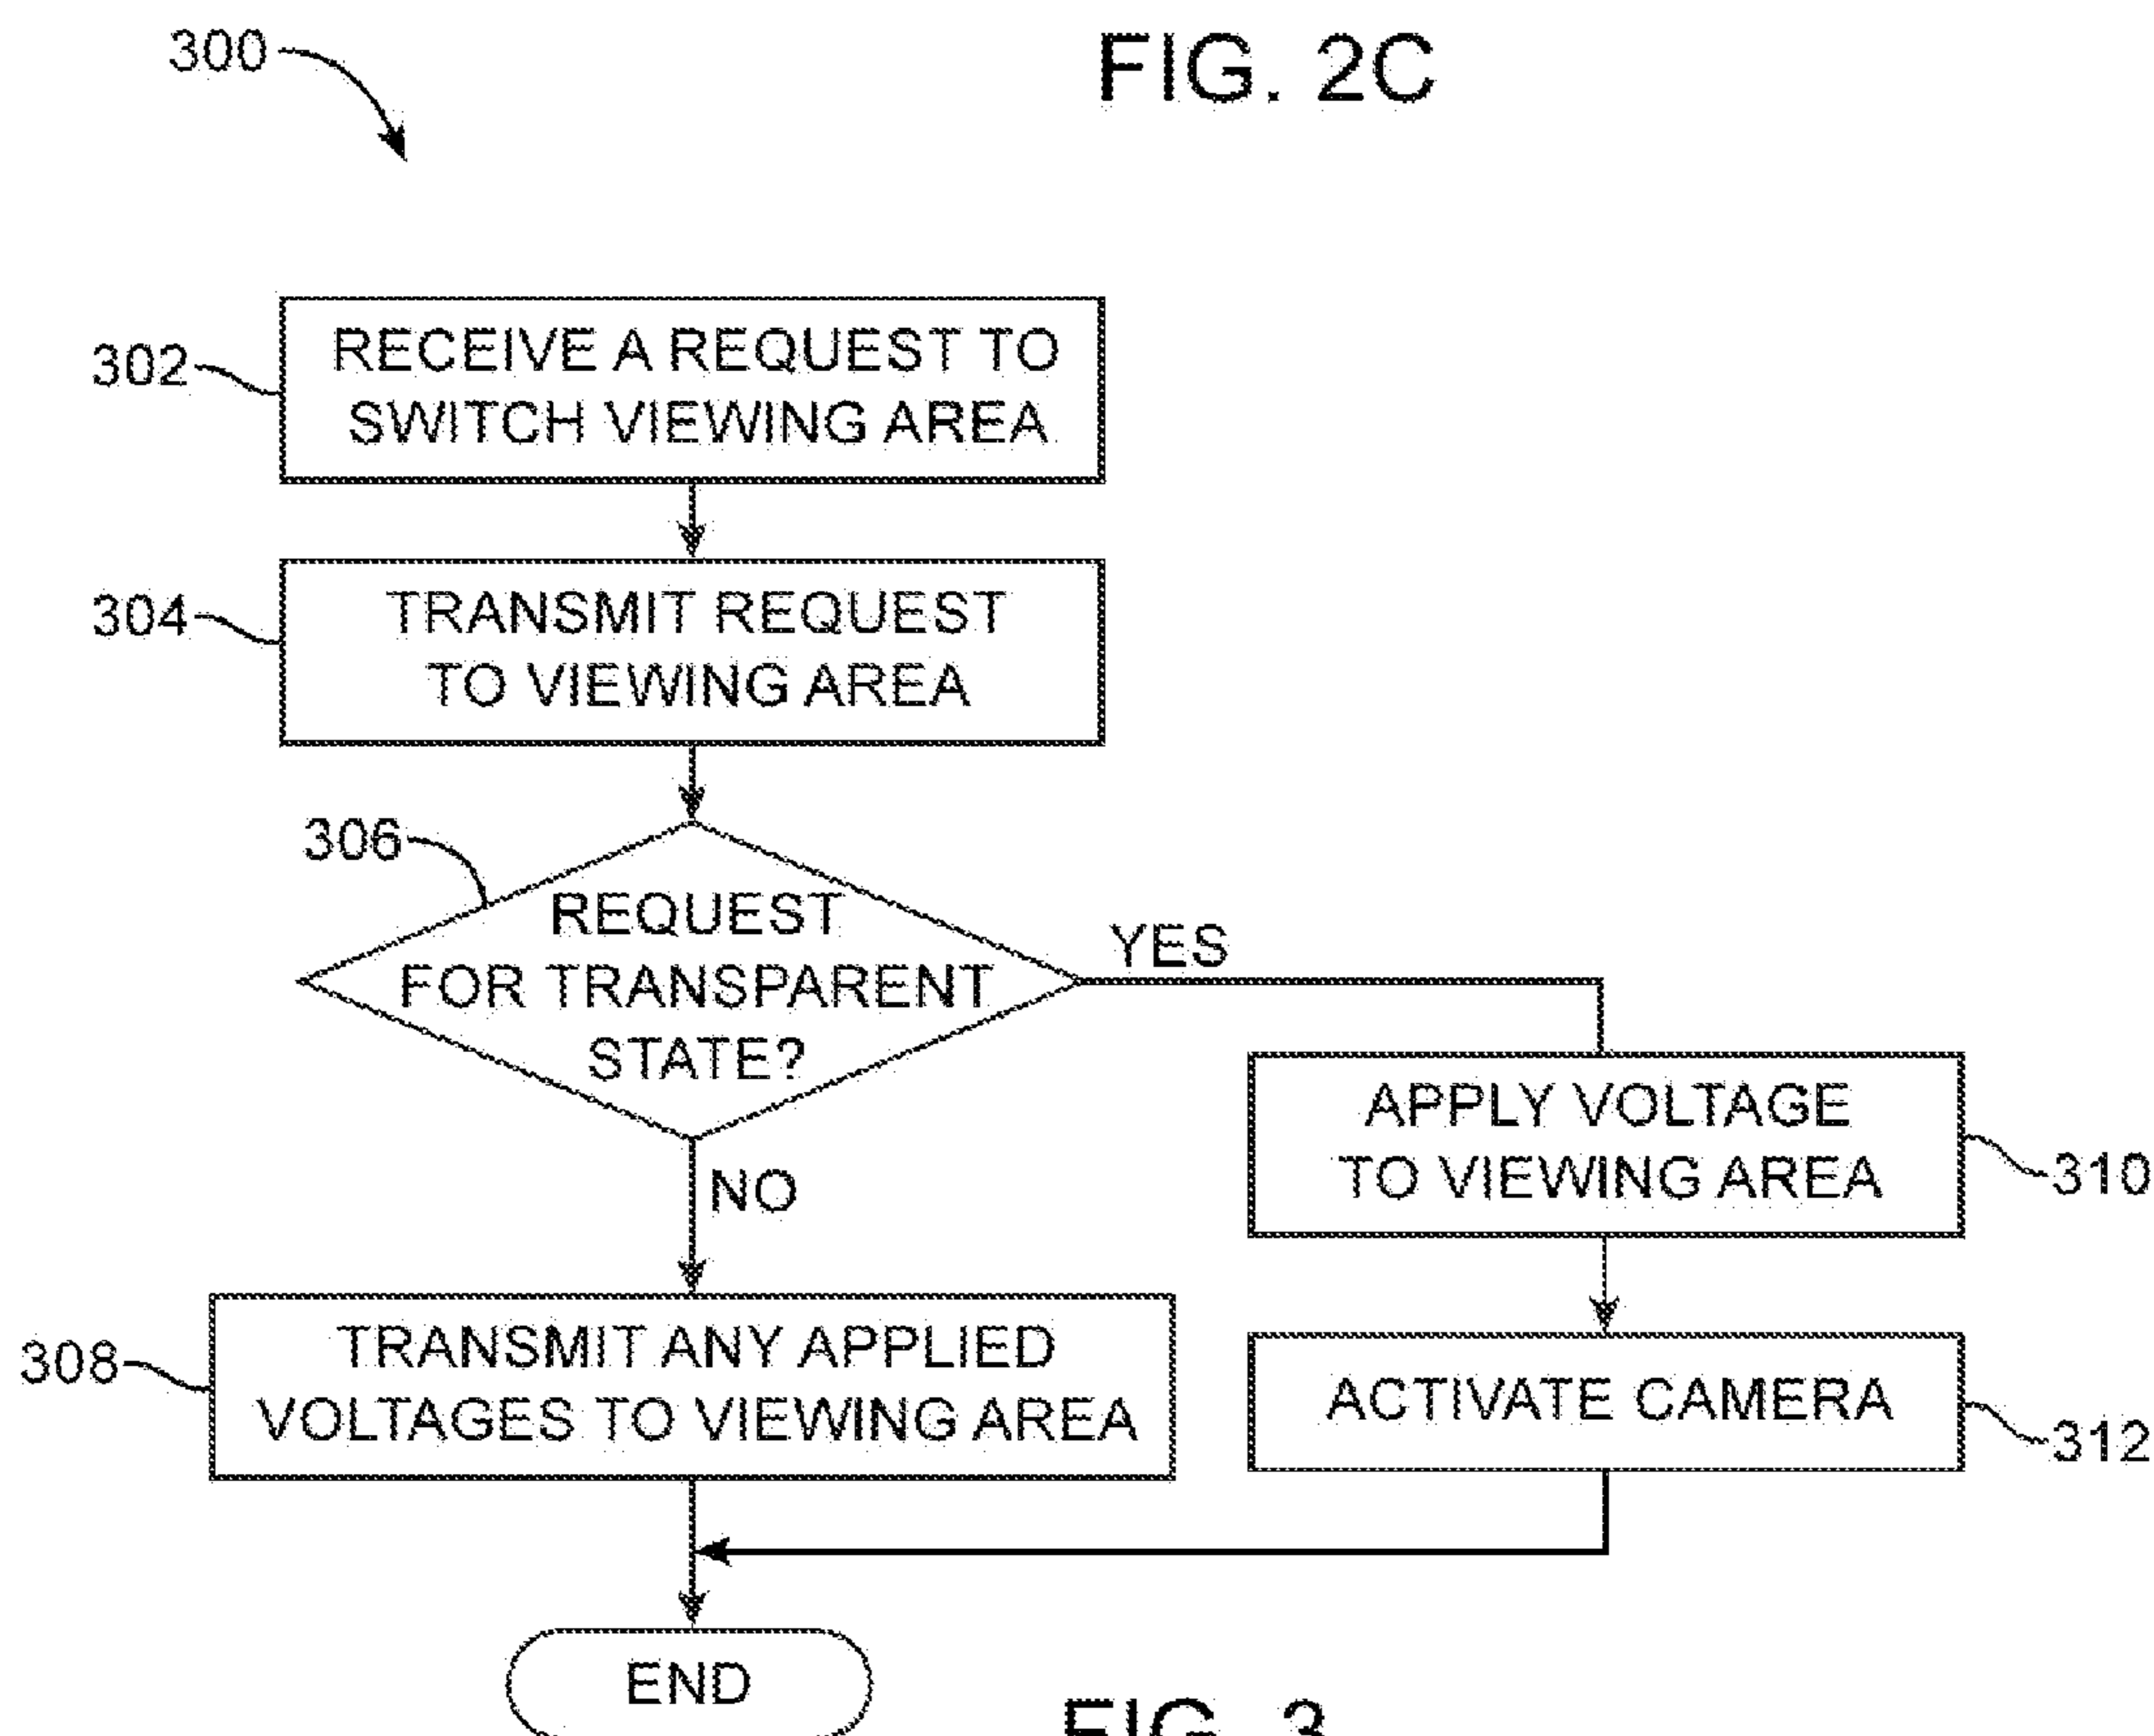 300
FIG. 2C
302
RECEIVE A REQUEST TO
SWITCH VIEWING AREA
304
TRANSMIT REQUEST
TO VIEWING AREA
306
REQUEST
FOR TRANSPARENT
STATE?
YES
NO
APPLY VOLTAGE
TO VIEWING AREA
310
308
TRANSMIT ANY APPLIED
VOLTAGES TO VIEWING AREA
ACTIVATE CAMERA
312
END
FIG. 3